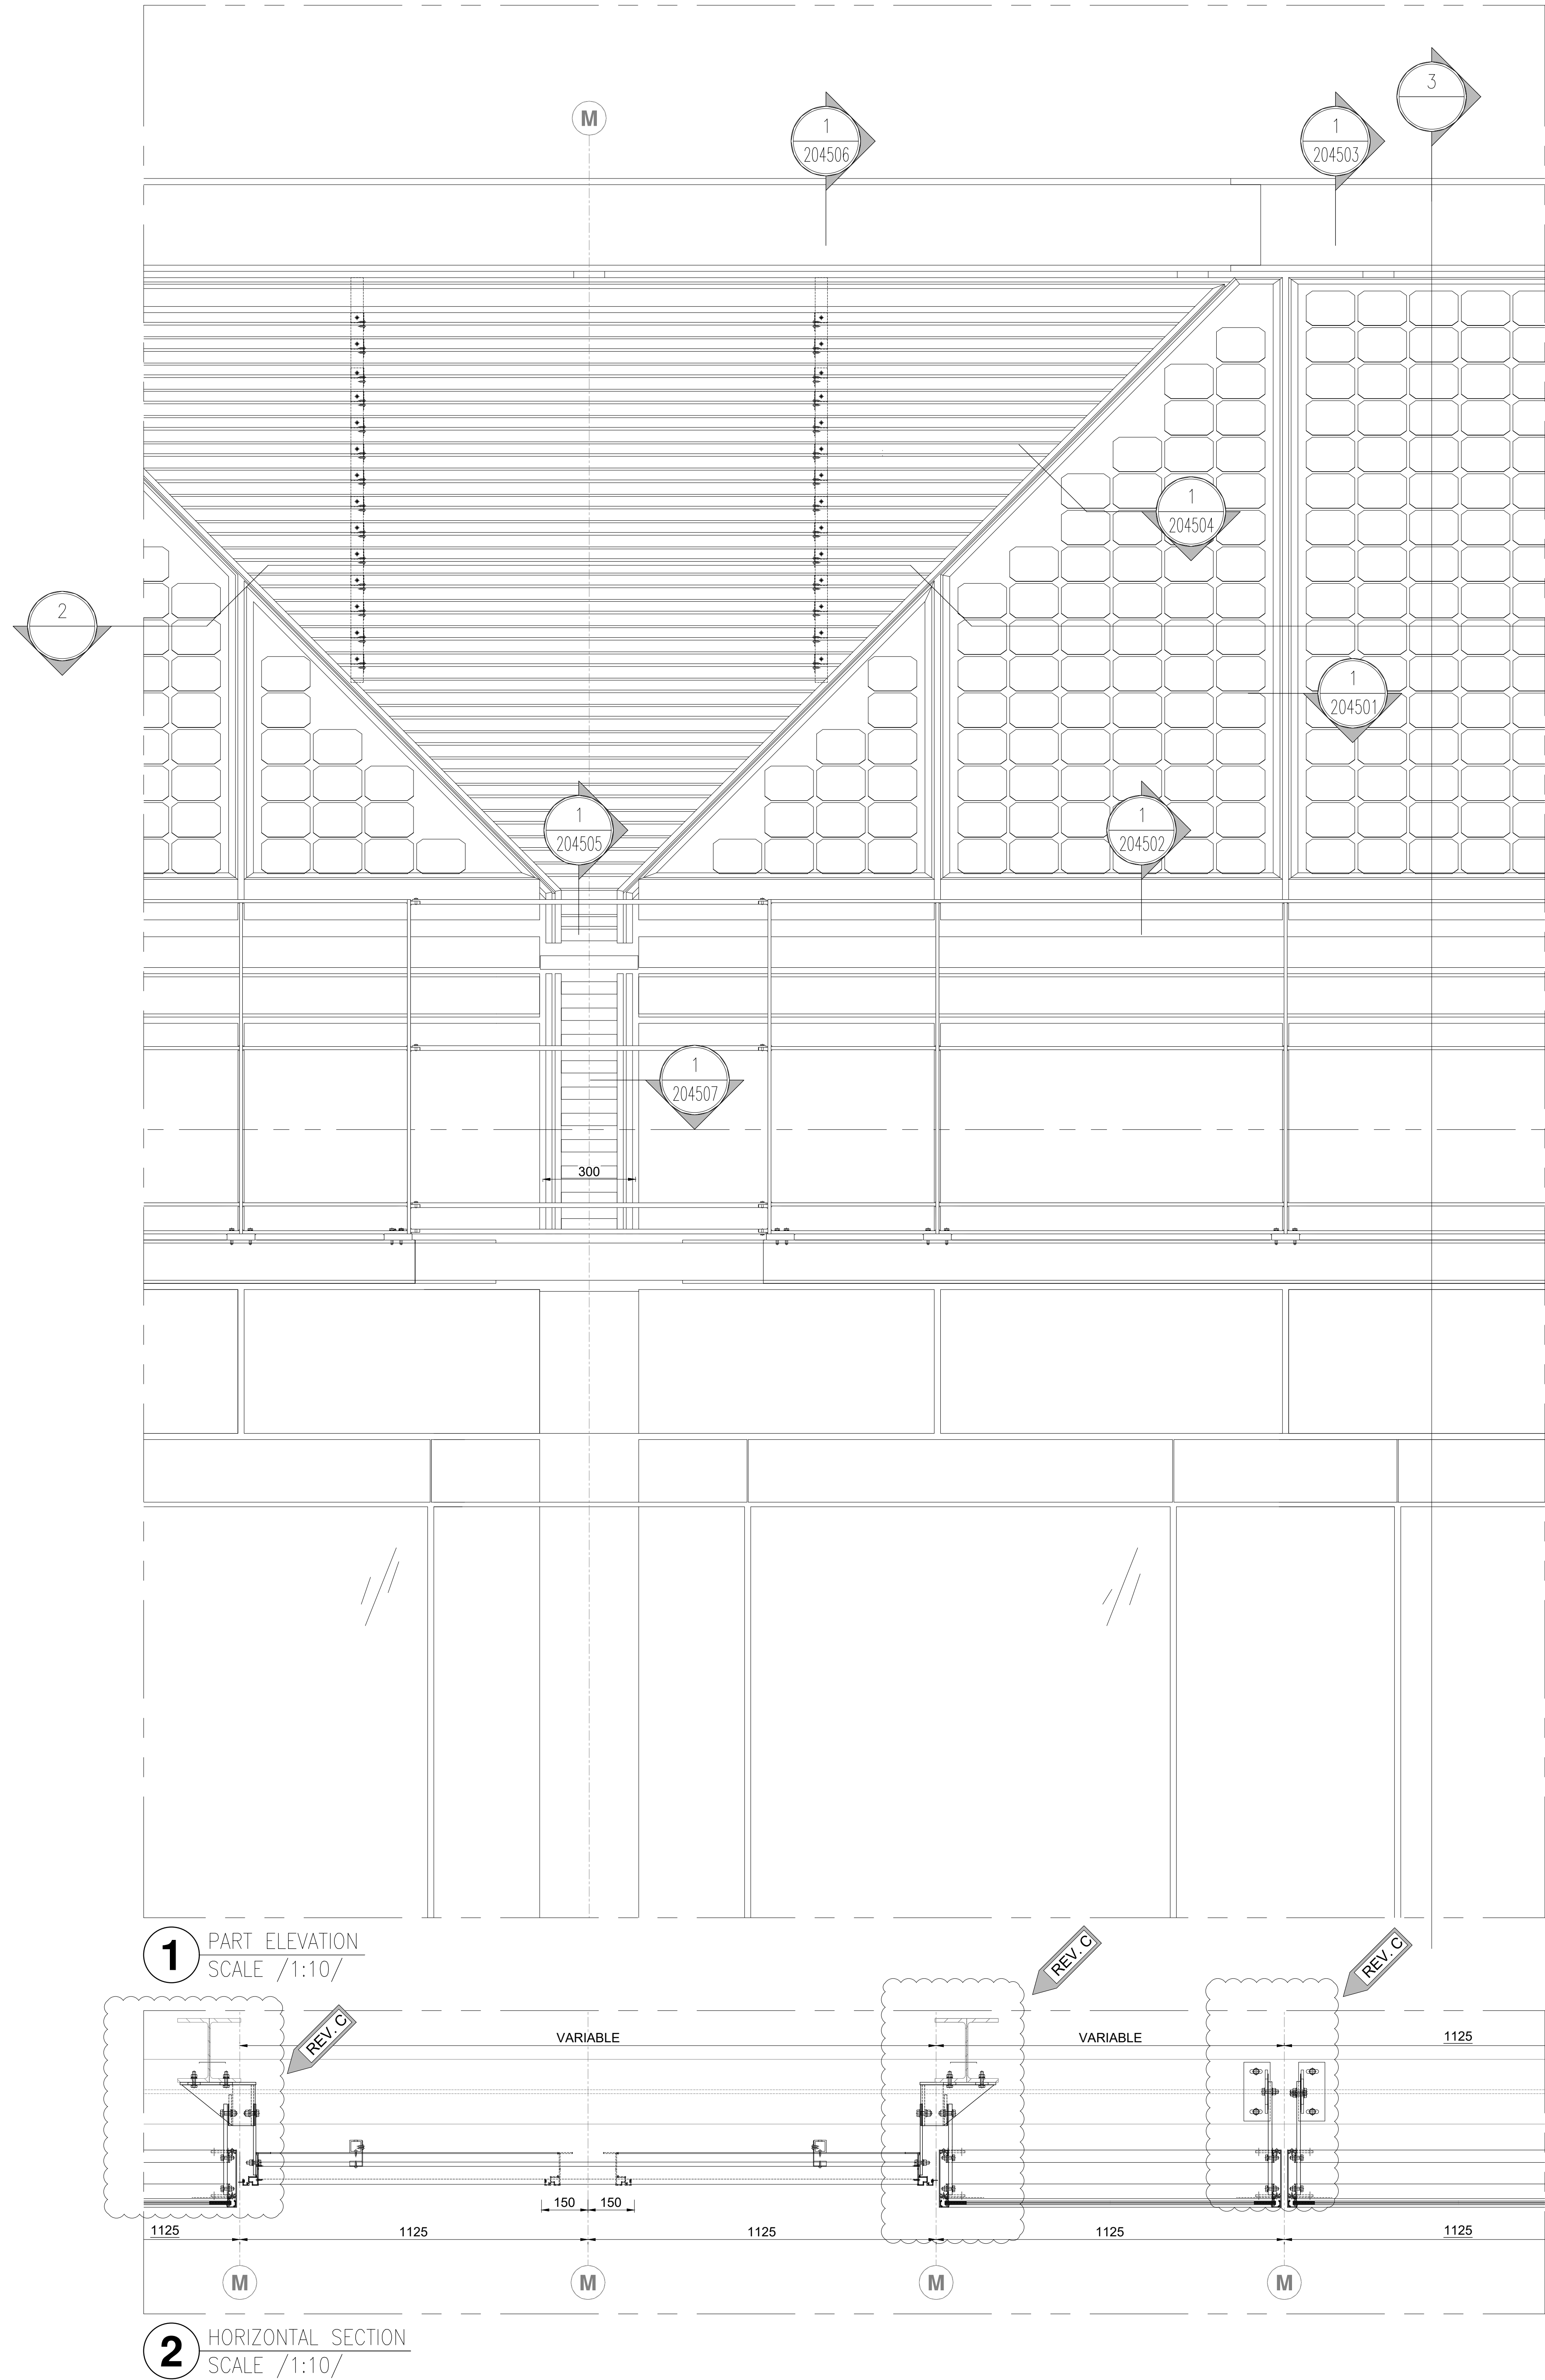 3
M
1
204506
1
204503
1
204504
2
1
204501
1
204505
1
204502
1
204507
300
1 PART ELEVATION
SCALE /1:10/
REV. C
REV. C
REV. C
VARIABLE
VARIABLE
1125
150
150
1125
1125
1125
1125
1125
M
M
M
M
2 HORIZONTAL SECTION
SCALE /1:10/